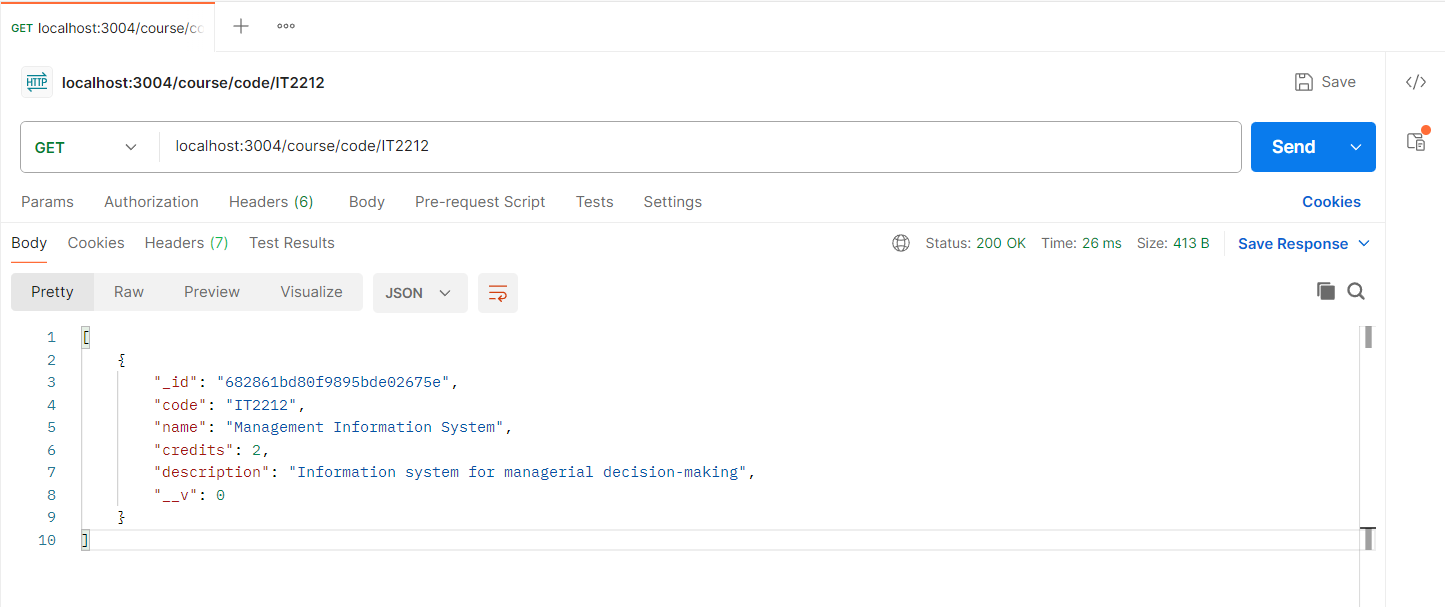 GET localhost:3004/course/cc
HTTP localhost:3004/course/code/IT2212
Save
GET
localhost:3004/course/code/IT2212
Send
Params Authorization Headers (6) Body Pre-request Script Tests Settings
Cookies
Body Cookies Headers (7) Test Results
Status: 200 OK Time: 26 ms Size: 413 B Save Response
Pretty Raw Preview Visualize JSON
1 [
2 {
3 "_id": "682861bd80f9895bde02675e",
4 "code": "IT2212",
5 "name": "Management Information System",
6 "credits": 2,
7 "description": "Information system for managerial decision-making",
8 "__v": 0
9 }
10 ]